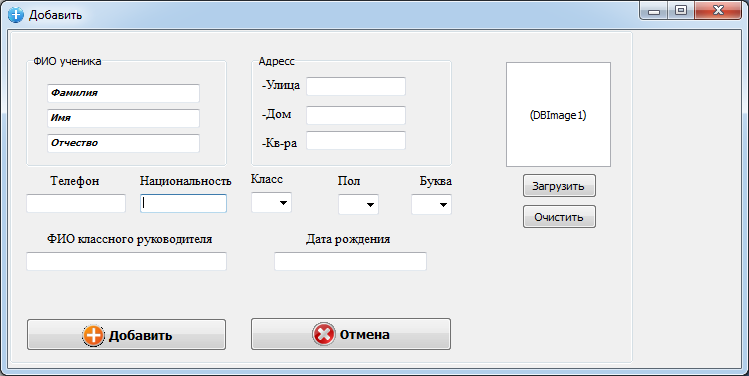 Добавить
ФИО ученика
Фамилия
Имя
Отчество
Адресс
-Улица
-Дом
-Кв-ра
(DBImage1)
Загрузить
Очистить
Телефон
Национальность
Класс
Пол
Буква
ФИО классного руководителя
Дата рождения
Добавить
Отмена